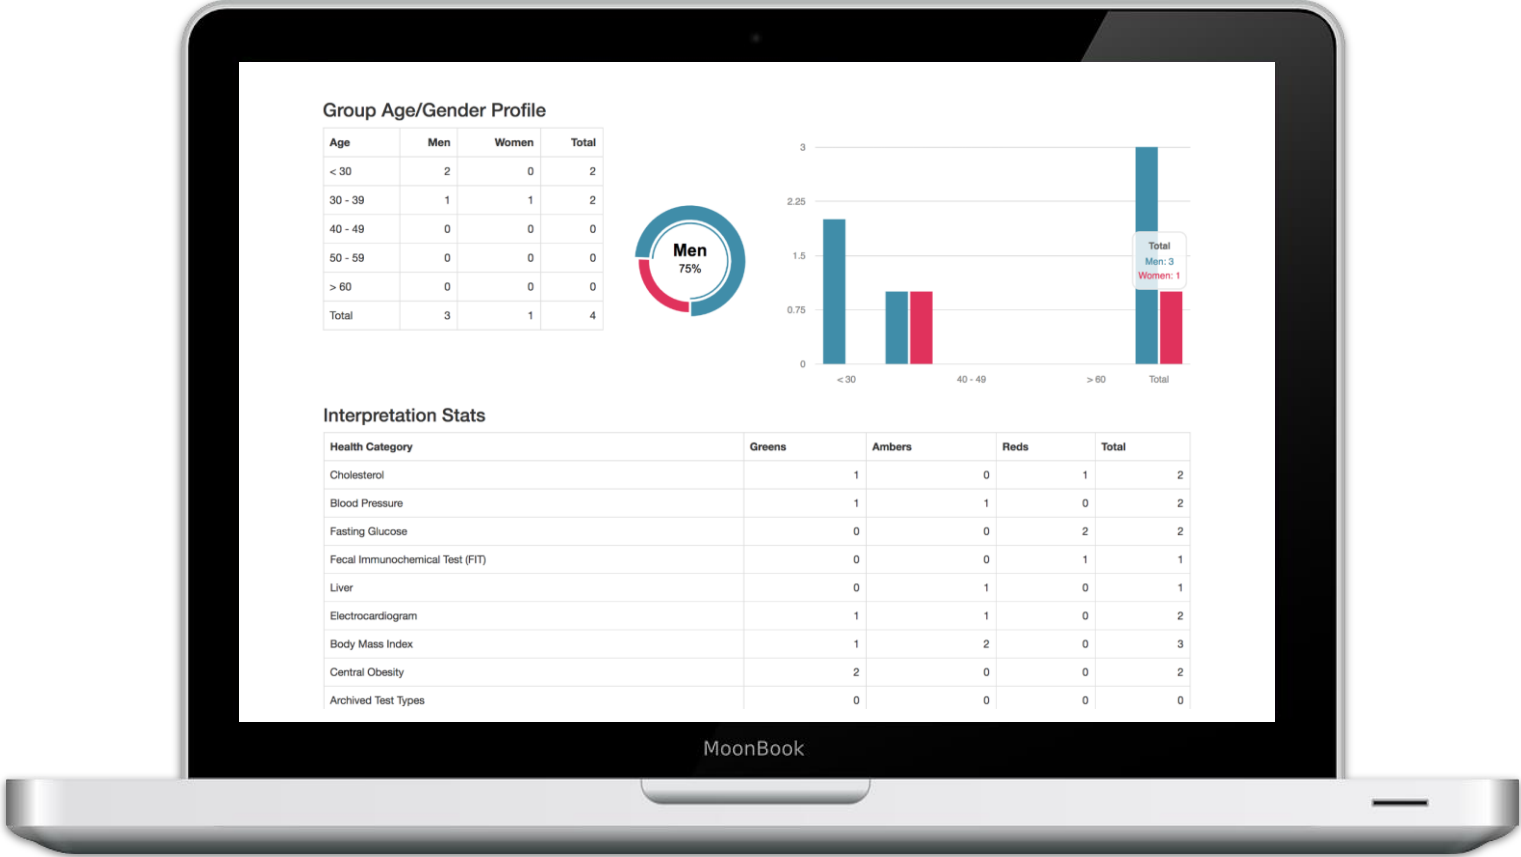 Group Age/Gender Profile
Age Men Women Total
< 30 2 0 2
30 - 39 1 1 2
40 - 49 0 0 0
50 - 59 0 0 0
> 60 0 0 0
Total 3 1 4
Men
75%
3
2.25
1.5
0.75
0
Total
Men: 3
Women: 1
< 30 40 - 49 > 60 Total
Interpretation Stats
Health Category Greens Ambers Reds Total
Cholesterol 1 0 1 2
Blood Pressure 1 1 0 2
Fasting Glucose 0 0 2 2
Fecal Immunochemical Test (FIT) 0 0 1 1
Liver 0 1 0 1
Electrocardiogram 1 1 0 2
Body Mass Index 1 2 0 3
Central Obesity 2 0 0 2
Archived Test Types 0 0 0 0
MoonBook